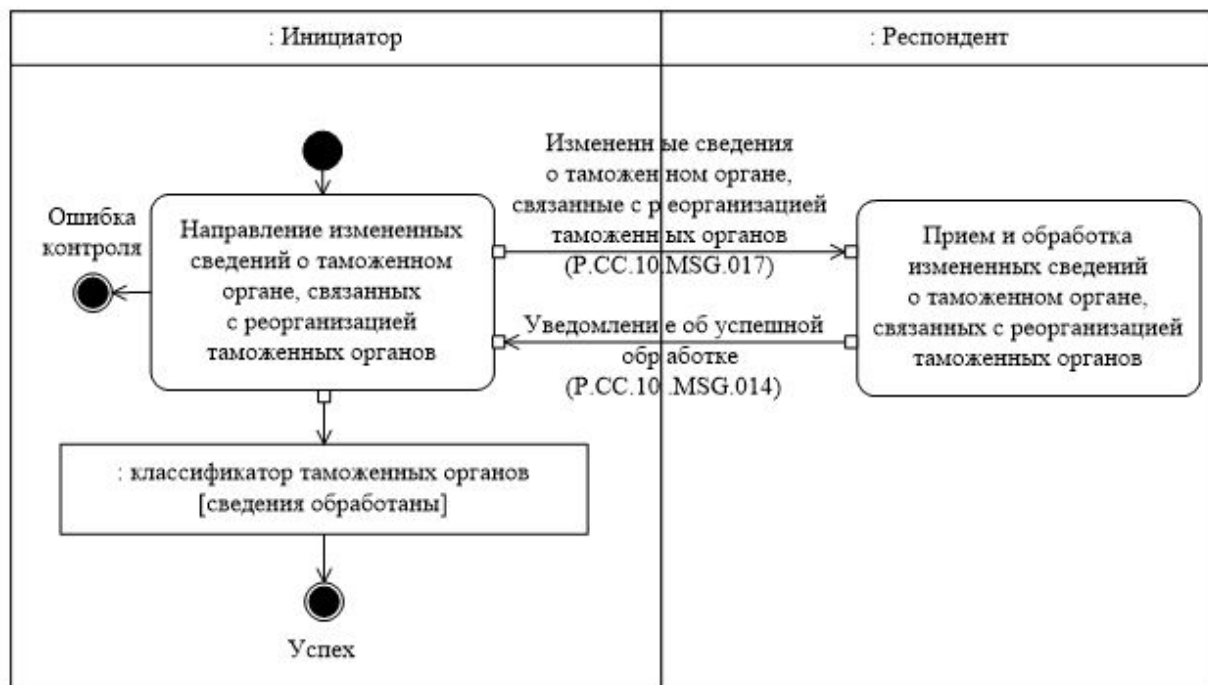 : Инициатор
: Респондент
Измененные сведения
о таможенном органе,
связанные с реорганизацией
таможенных органов
(P.CC.10.MSG.017)
Ошибка
контроля
Направление измененных
сведений о таможенном
органе, связанных
с реорганизацией
таможенных органов
Прием и обработка
измененных сведений
о таможенном органе,
связанных с реорганизацией
таможенных органов
Уведомление об успешной
обработке
(P.CC.10.MSG.014)
: классификатор таможенных органов
[сведения обработаны]
Успех